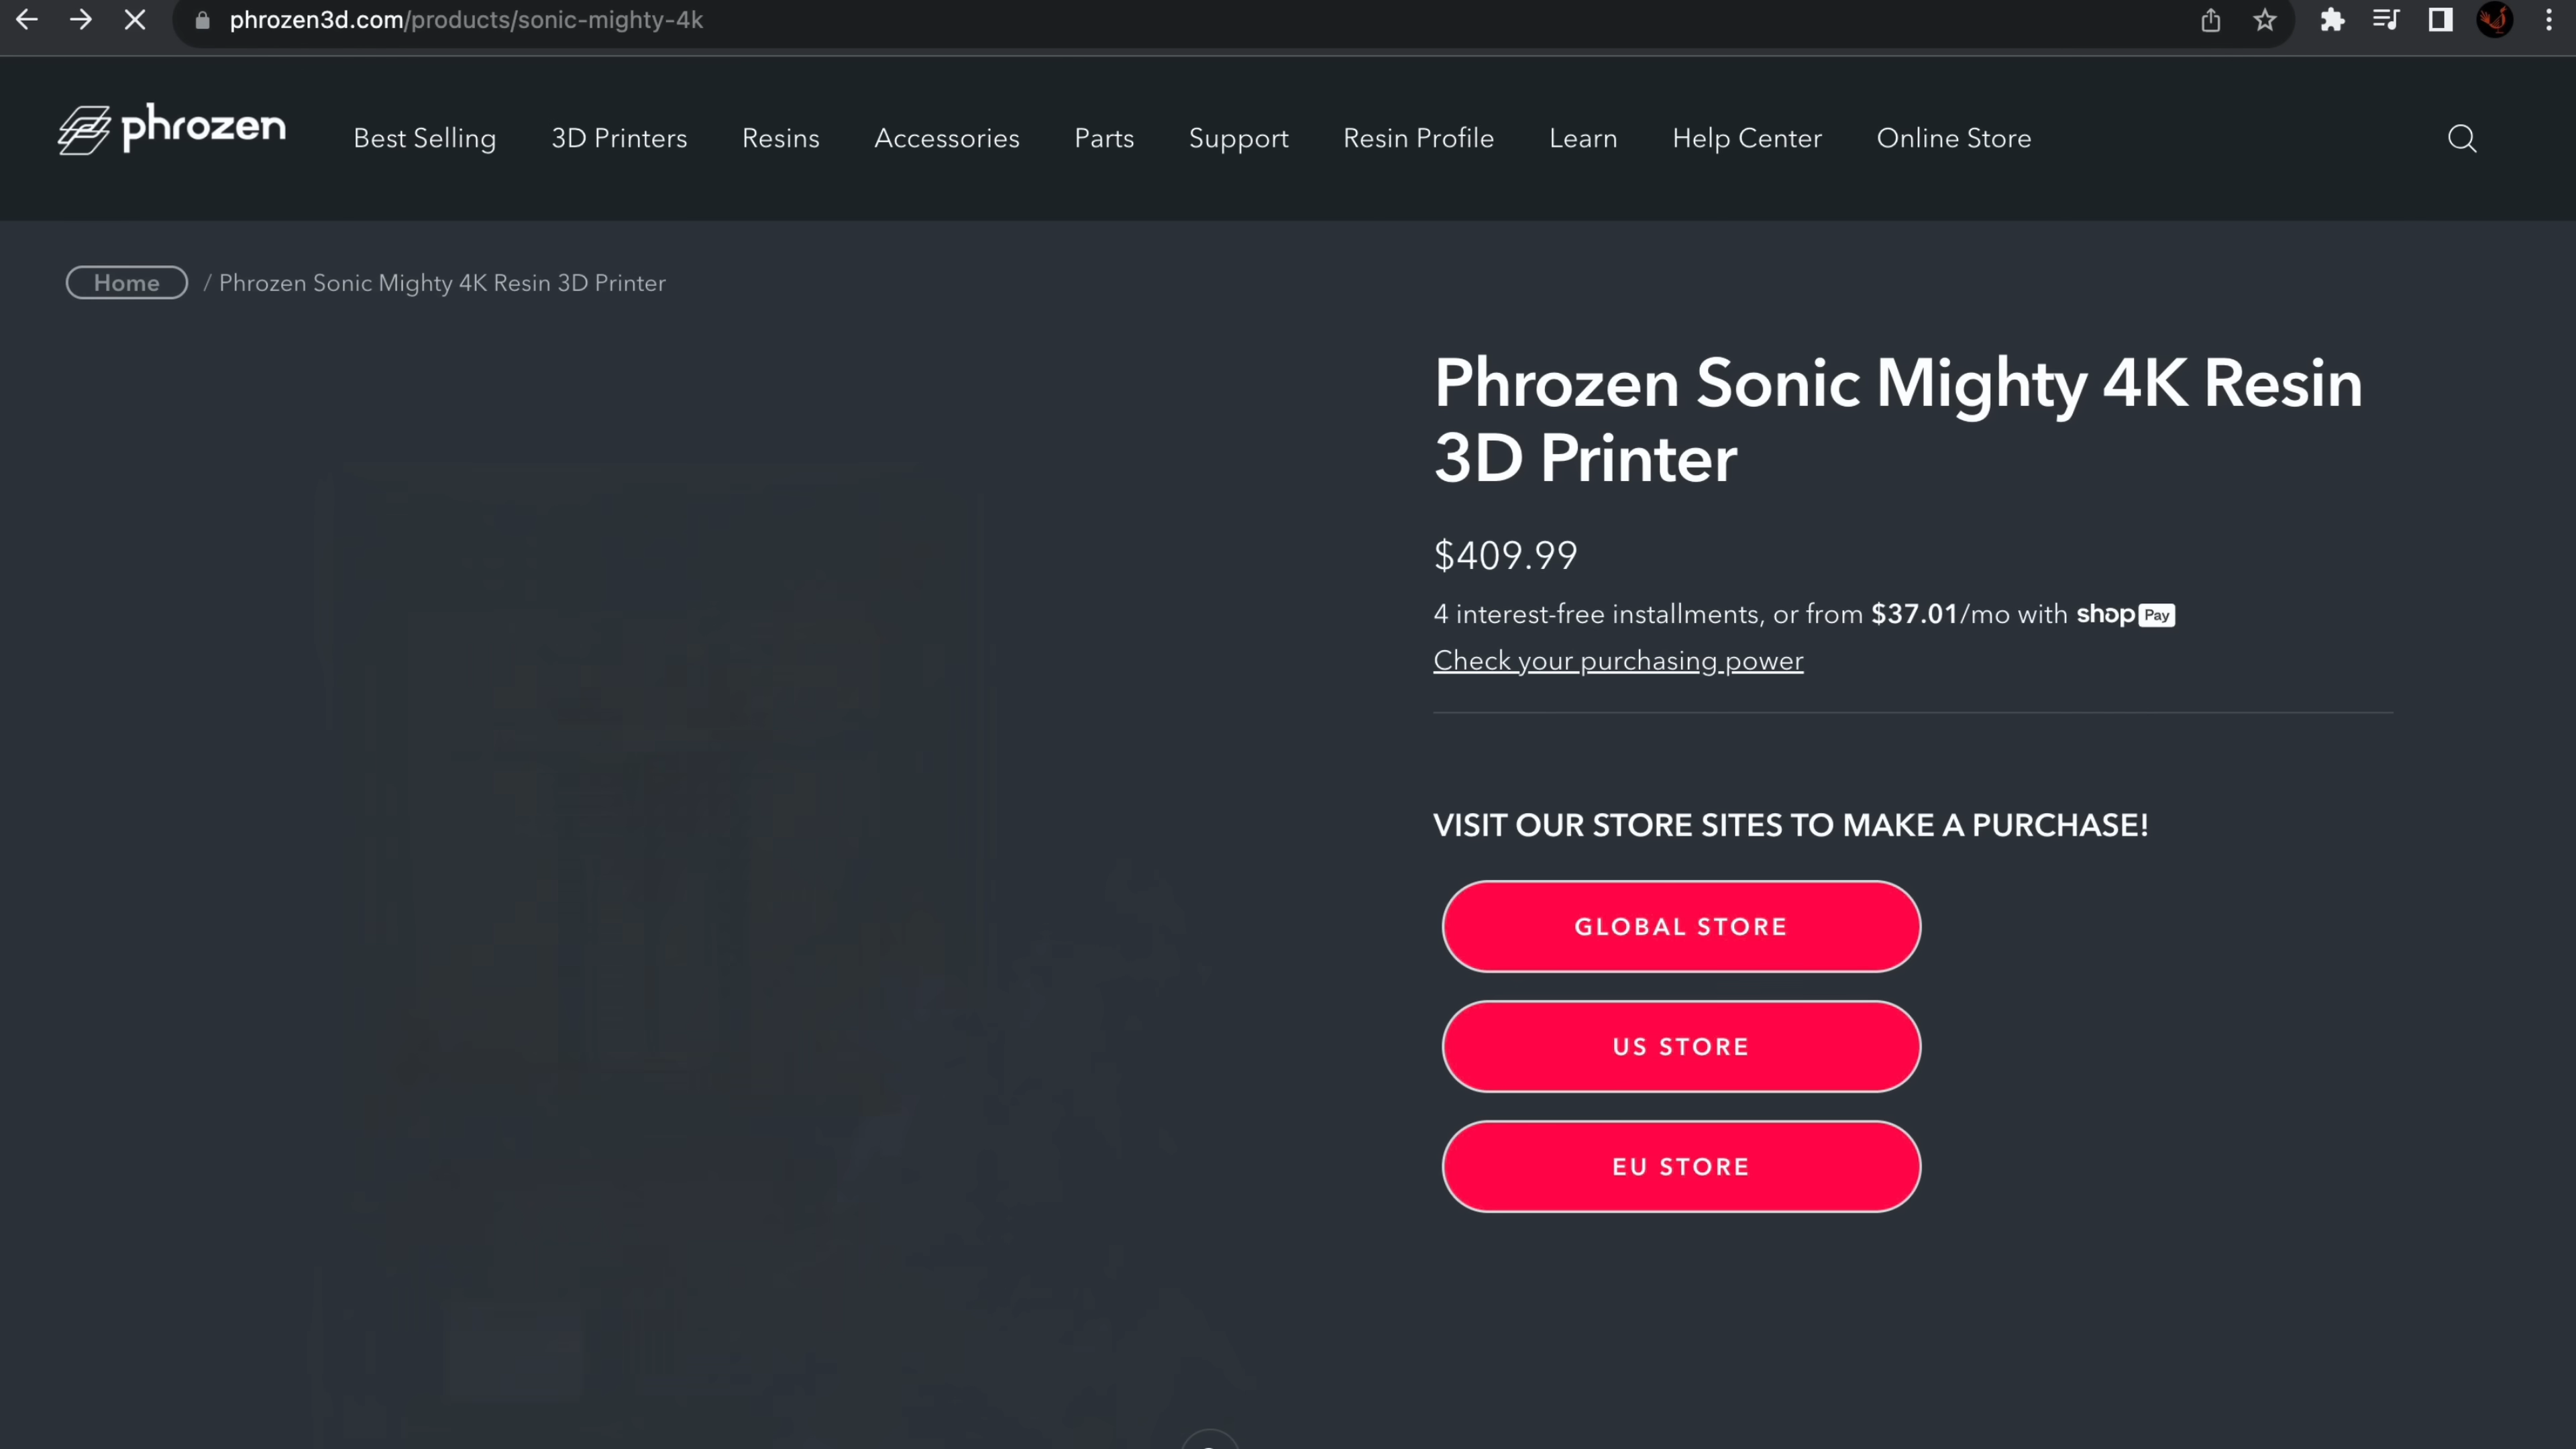 phrozen3d.com/products/sonic-mighty-4k
phrozen
Best Selling
3D Printers
Resins
Accessories
Parts
Support
Resin Profile
Learn
Help Center
Online Store
Home / Phrozen Sonic Mighty 4K Resin 3D Printer
Phrozen Sonic Mighty 4K Resin
3D Printer
$409.99
4 interest-free installments, or from $37.01/mo with shop Pay
Check your purchasing power
VISIT OUR STORE SITES TO MAKE A PURCHASE!
GLOBAL STORE
US STORE
EU STORE